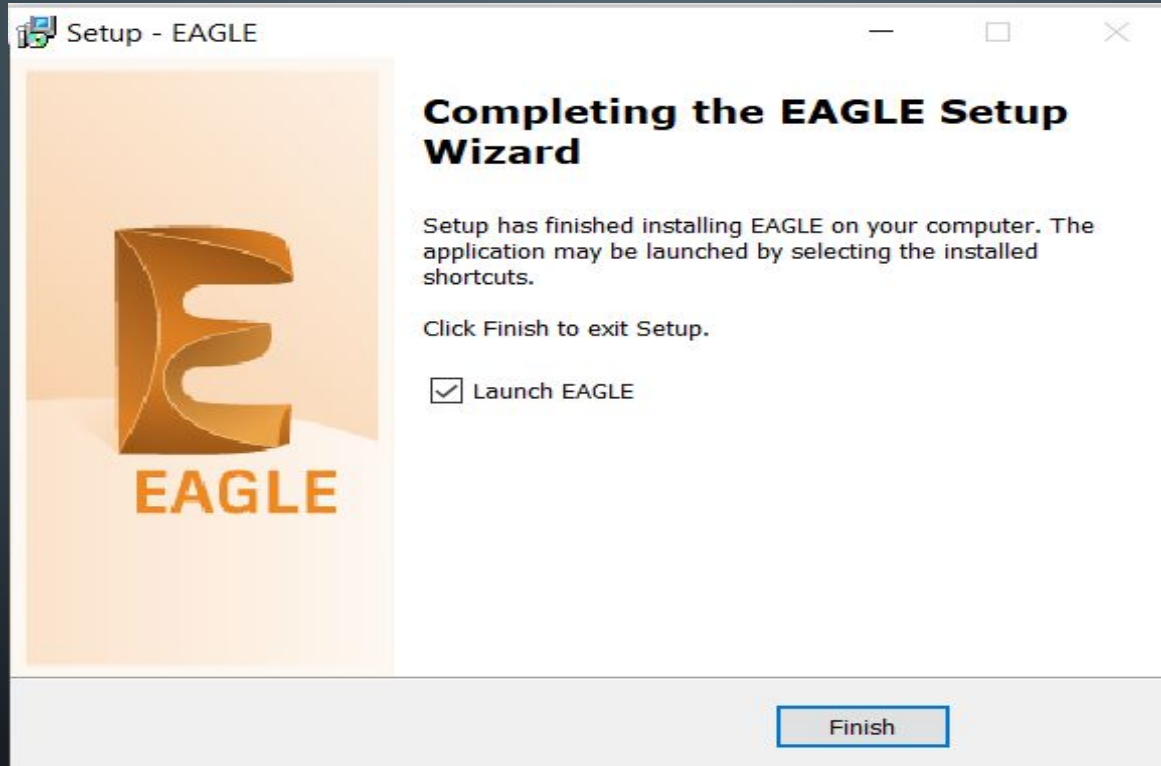 Setup - EAGLE
Completing the EAGLE Setup
Wizard
Setup has finished installing EAGLE on your computer. The
application may be launched by selecting the installed
shortcuts.
Click Finish to exit Setup.
Launch EAGLE
EAGLE
Finish